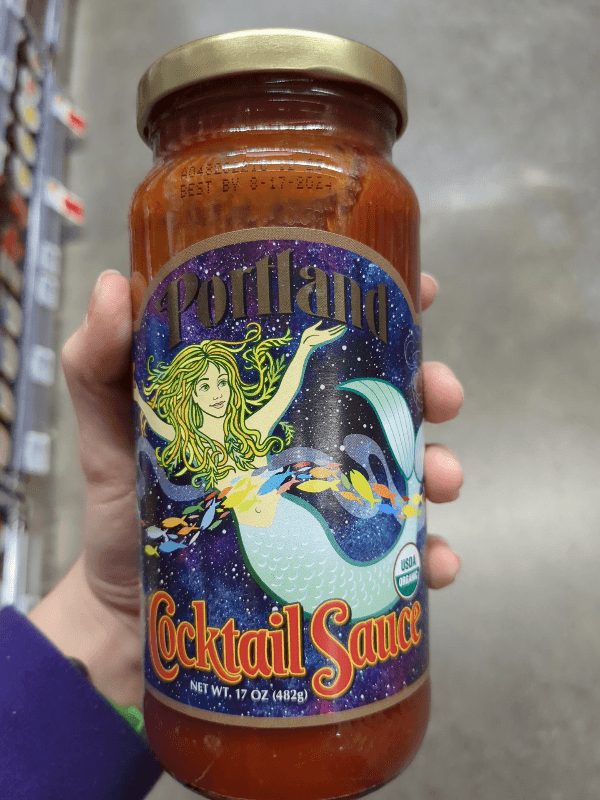 BEST BY 8-17-202
Portland
USDA
ORGANIC
Cocktail Sauce
NET WT. 17 OZ (482g)